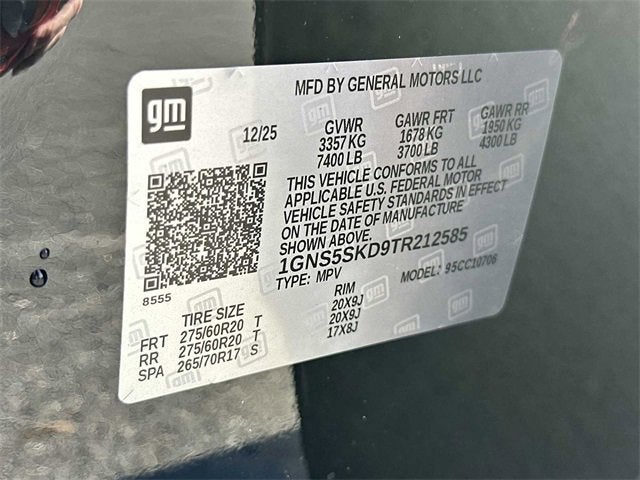 MFD BY GENERAL MOTORS LLC
gm
12/25 GVWR GAWR FRT GAWR RR
3357 KG 1678 KG 1950 KG
7400 LB 3700 LB 4300 LB
THIS VEHICLE CONFORMS TO ALL
APPLICABLE U.S. FEDERAL MOTOR
VEHICLE SAFETY STANDARDS IN EFFECT
ON THE DATE OF MANUFACTURE
SHOWN ABOVE.
1GNS5SKD9TR212585
TYPE: MPV MODEL: 95CC10706
8555
TIRE SIZE RIM
FRT 275/60R20 T 20X9J
RR 275/60R20 T 20X9J
SPA 265/70R17 S 17X8J